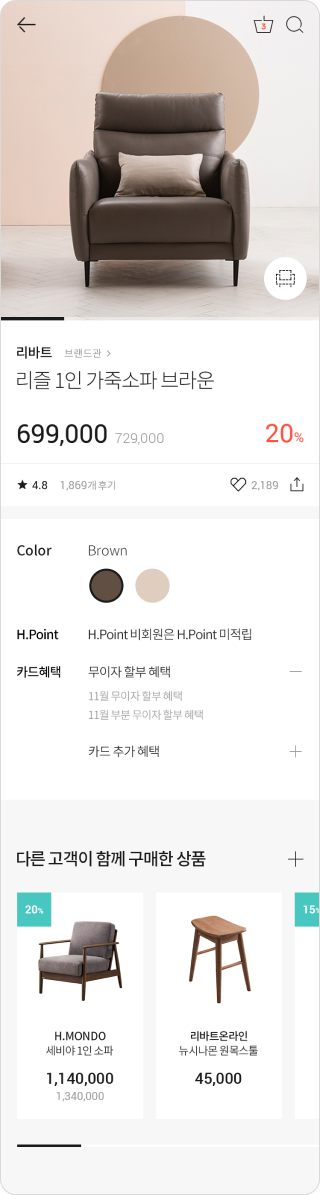 3
리바트 브랜드관 >
리즐 1인 가죽소파 브라운
699,000 729,000 20%
★ 4.8 1,869개 후기 2,189
Color Brown
H.Point H.Point 비회원은 H.Point 미적립
카드혜택 무이자 할부 혜택
11월 무이자 할부 혜택
11월 부분 무이자 할부 혜택
카드 추가 혜택
다른 고객이 함께 구매한 상품
20% 15%
H.MONDO 리바트온라인
세비야 1인 소파 뉴시나몬 원목스툴
1,140,000 45,000
1,340,000